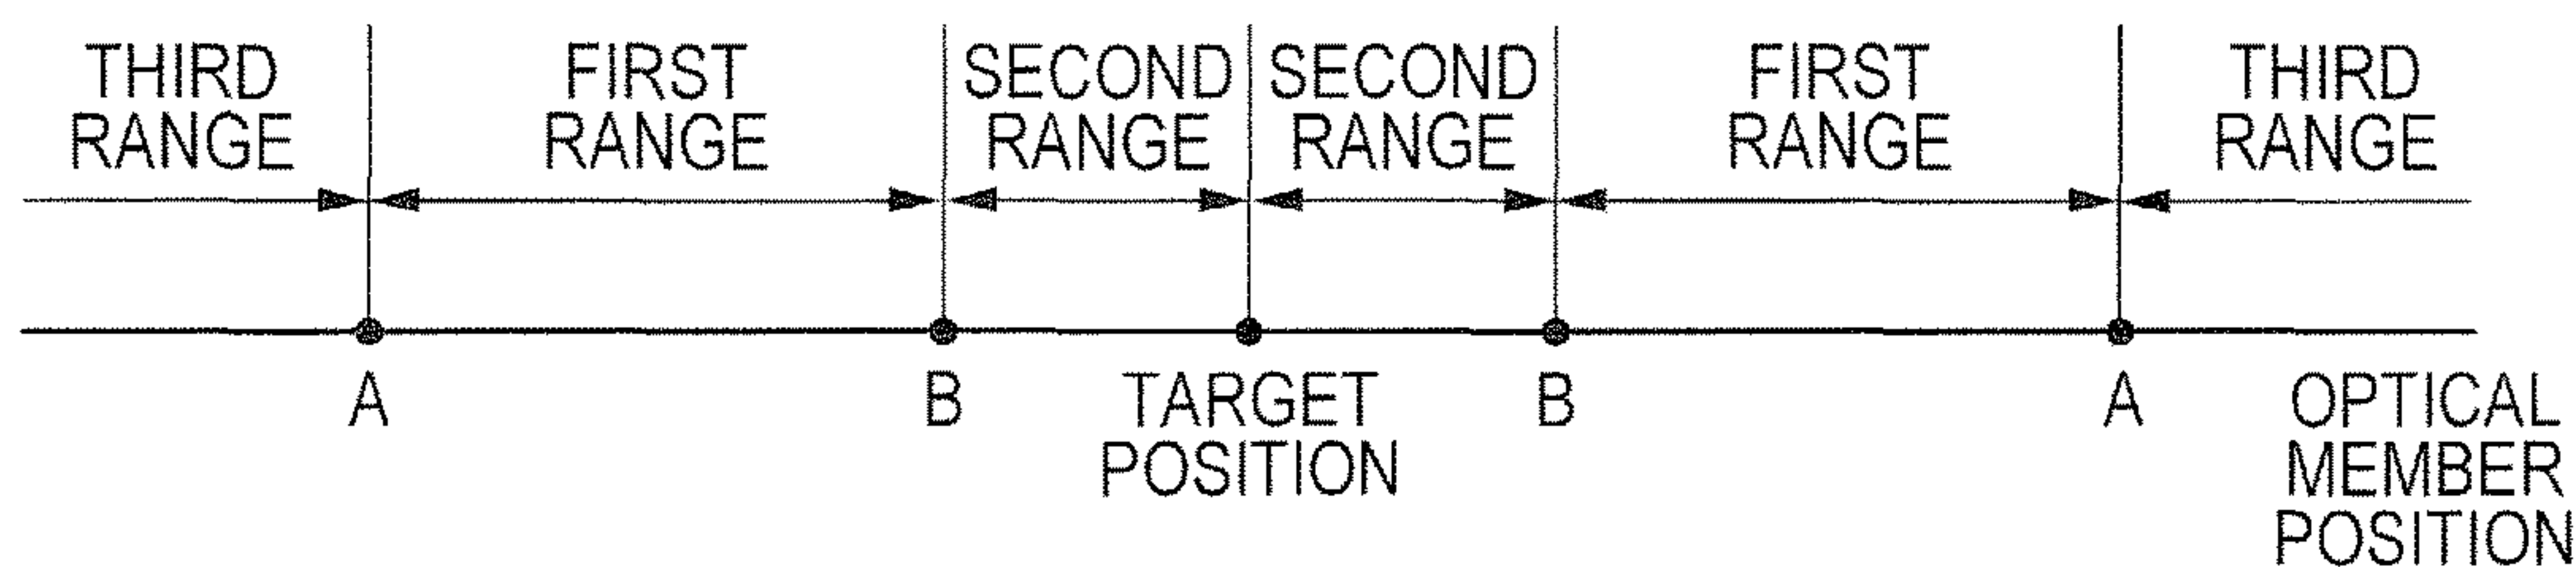 THIRD
RANGE
FIRST
RANGE
SECOND
RANGE
SECOND
RANGE
FIRST
RANGE
THIRD
RANGE
A
B
TARGET
POSITION
B
A
OPTICAL
MEMBER
POSITION